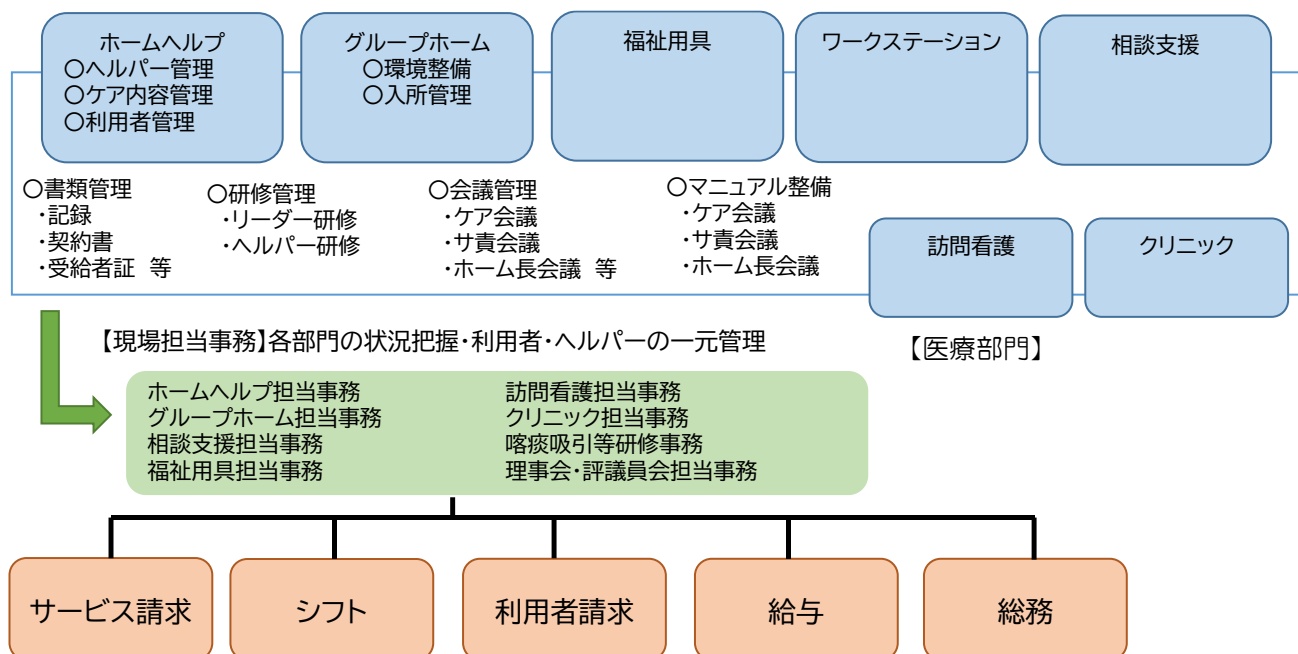 ホームヘルプ
〇ヘルパー管理
〇ケア内容管理
〇利用者管理
グループホーム
〇環境整備
〇入所管理
福祉用具
ワークステーション
相談支援
〇書類管理
・記録
・契約書
・受給者証 等
〇研修管理
・リーダー研修
・ヘルパー研修
〇会議管理
・ケア会議
・サ責会議
・ホーム長会議 等
〇マニュアル整備
・ケア会議
・サ責会議
・ホーム長会議
訪問看護
クリニック
【現場担当事務】各部門の状況把握・利用者・ヘルパーの一元管理
【医療部門】
ホームヘルプ担当事務
グループホーム担当事務
相談支援担当事務
福祉用具担当事務
訪問看護担当事務
クリニック担当事務
喀痰吸引等研修事務
理事会・評議員会担当事務
サービス請求
シフト
利用者請求
給与
総務